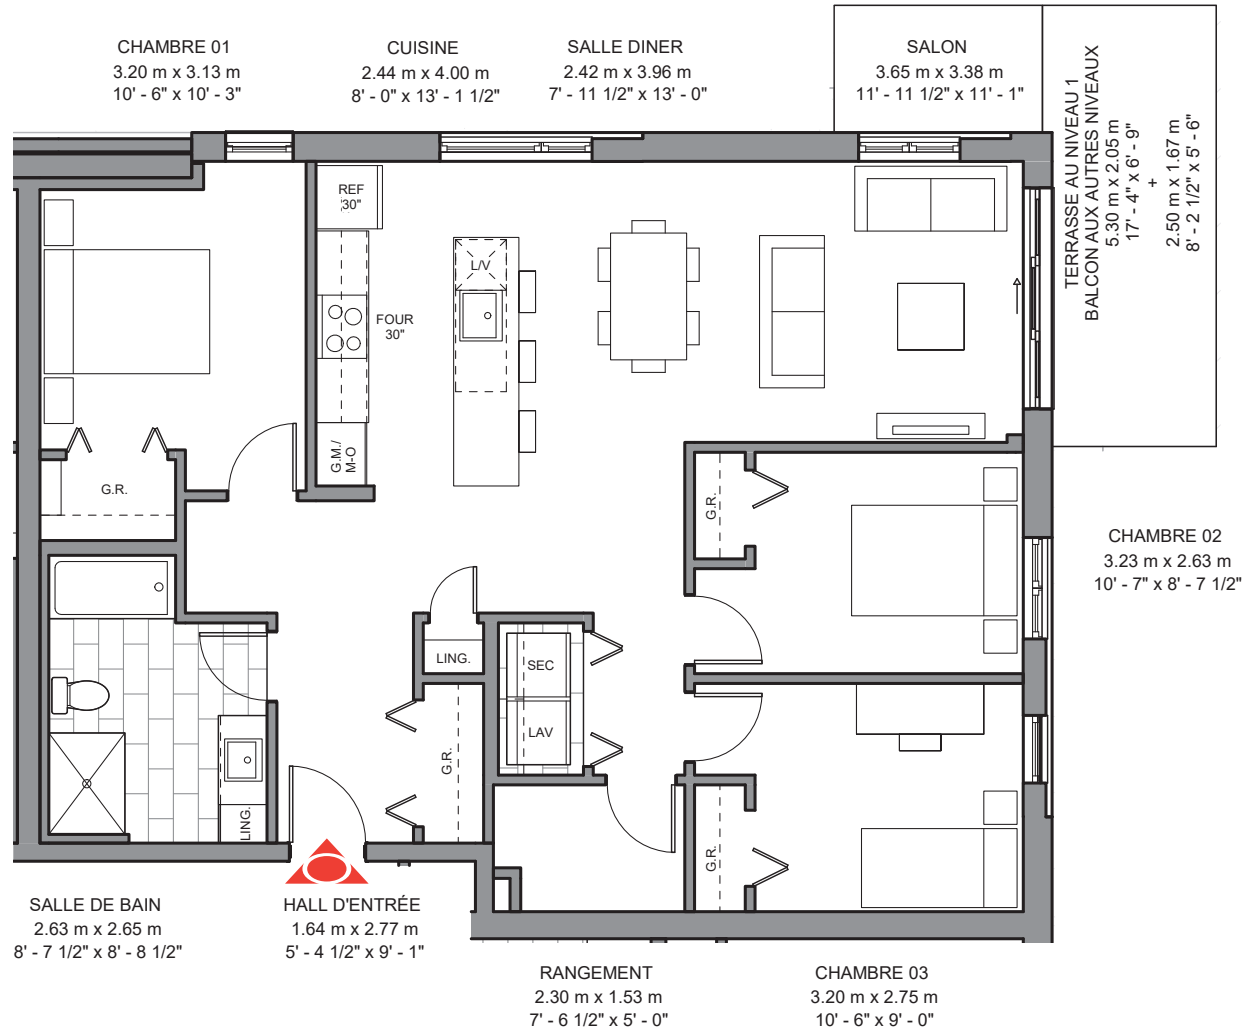 CHAMBRE 01
3.20 m x 3.13 m
10' - 6" x 10' - 3"
CUISINE
2.44 m x 4.00 m
8' - 0" x 13' - 1 1/2"
SALLE DINER
2.42 m x 3.96 m
7' - 11 1/2" x 13' - 0"
SALON
3.65 m x 3.38 m
11' - 11 1/2" x 11' - 1"
TERRASSE AU NIVEAU 1
BALCON AUX AUTRES NIVEAUX
5.30 m x 2.05 m
17' - 4" x 6' - 9"
+
2.50 m x 1.67 m
8' - 2 1/2" x 5' - 6"
REF
30"
L/V
FOUR
30"
G.M./
M-O
G.R.
G.R.
CHAMBRE 02
3.23 m x 2.63 m
10' - 7" x 8' - 7 1/2"
LING.
SEC
LAV
G.R.
LING.
G.R.
SALLE DE BAIN
2.63 m x 2.65 m
8' - 7 1/2" x 8' - 8 1/2"
HALL D'ENTRÉE
1.64 m x 2.77 m
5' - 4 1/2" x 9' - 1"
RANGEMENT
2.30 m x 1.53 m
7' - 6 1/2" x 5' - 0"
CHAMBRE 03
3.20 m x 2.75 m
10' - 6" x 9' - 0"